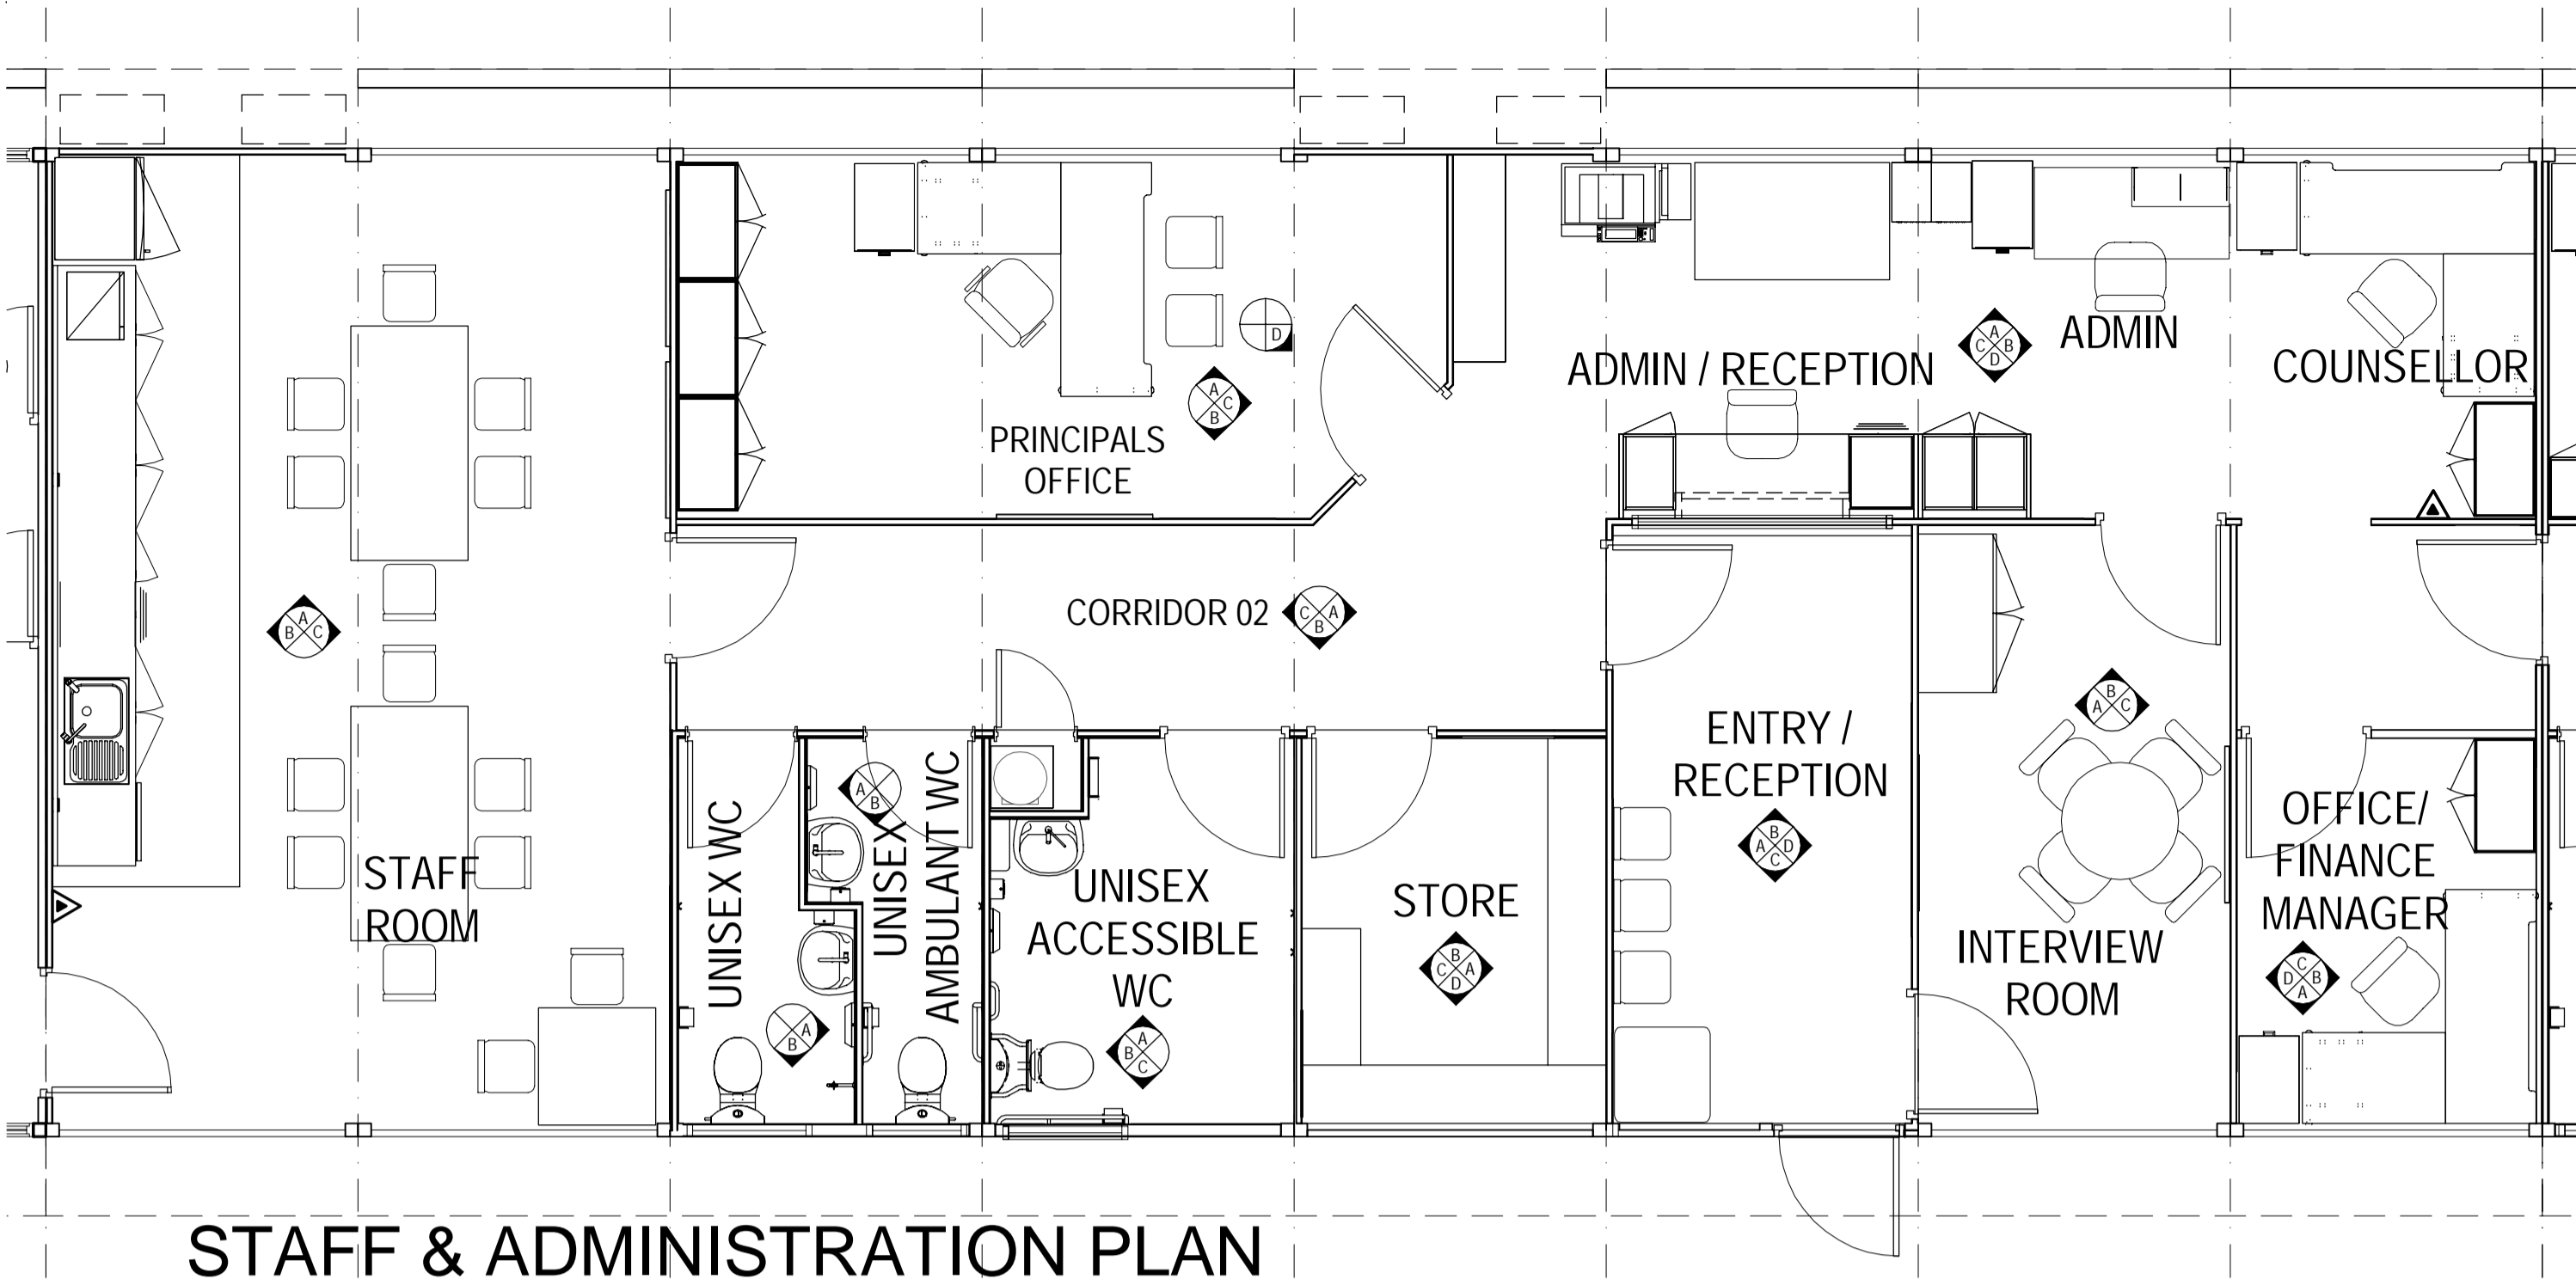 D
A
C
B
PRINCIPALS
OFFICE
ADMIN / RECEPTION
A
C B
D
ADMIN
COUNSELLOR
A
B C
STAFF
ROOM
CORRIDOR 02
C A
B
UNISEX WC
A
B
A
B
UNISEX
AMBULANT WC
UNISEX
ACCESSIBLE
WC
A
B
C
STORE
B
C A
D
ENTRY /
RECEPTION
B
A D
C
B
A C
INTERVIEW
ROOM
OFFICE/
FINANCE
MANAGER
C
D B
A
STAFF & ADMINISTRATION PLAN